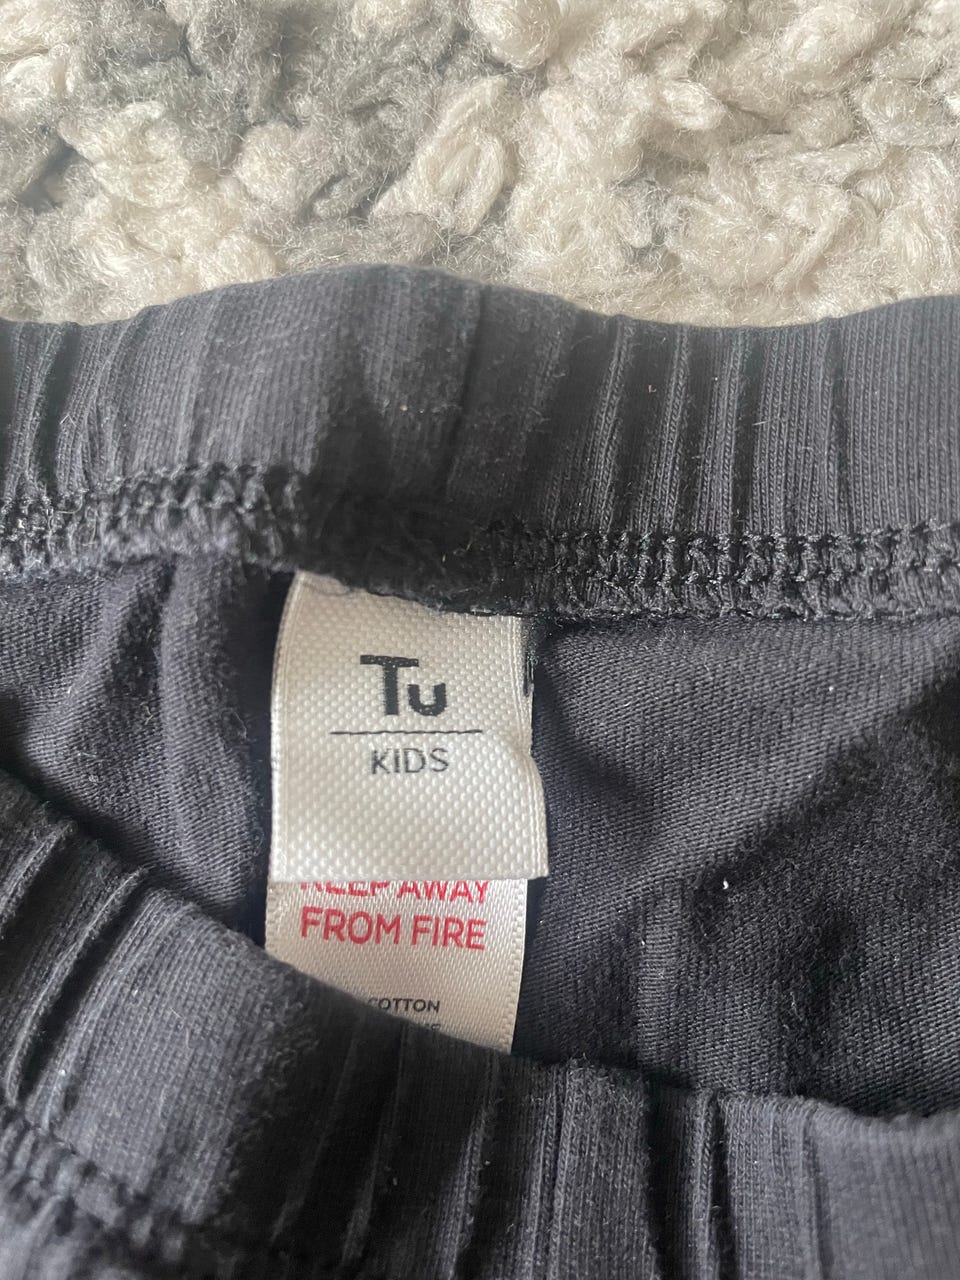 Tu
KIDS
KEEP AWAY
FROM FIRE
COTTON